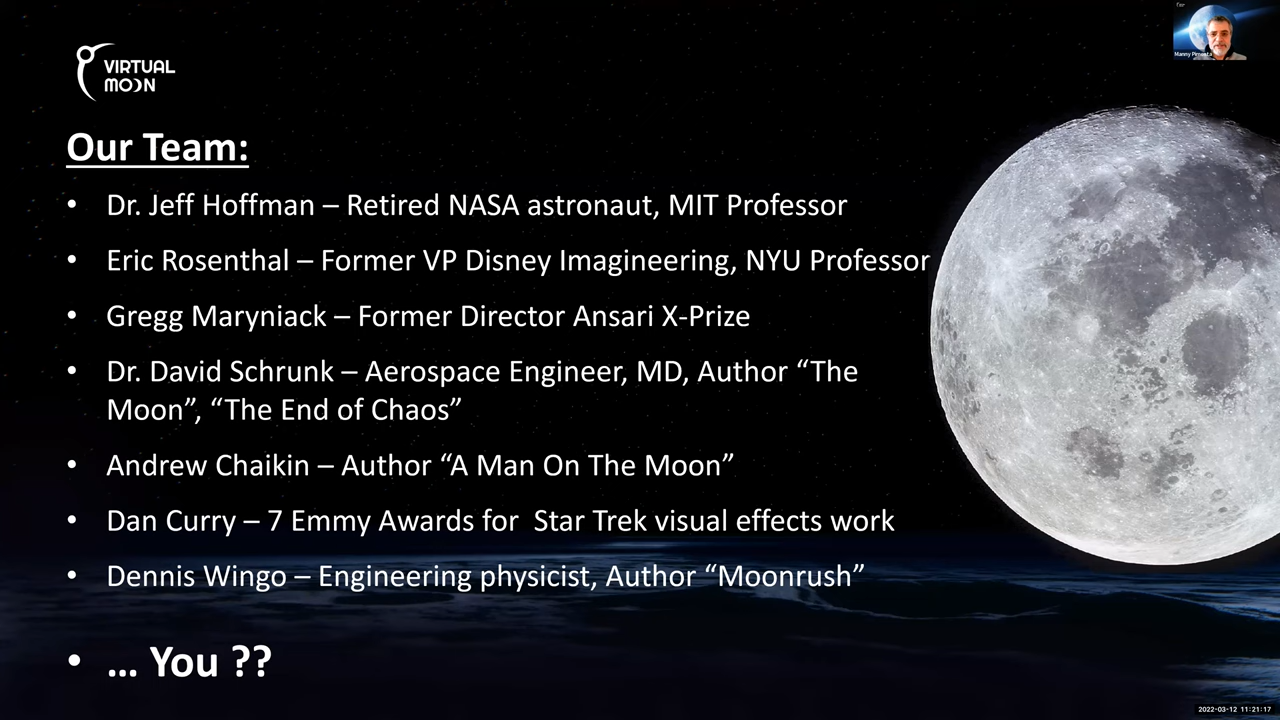 VIRTUAL
MOON
Manny Pimenta
Our Team:
• Dr. Jeff Hoffman – Retired NASA astronaut, MIT Professor
• Eric Rosenthal – Former VP Disney Imagineering, NYU Professor
• Gregg Maryniack – Former Director Ansari X-Prize
• Dr. David Schrunk – Aerospace Engineer, MD, Author “The
Moon”, “The End of Chaos”
• Andrew Chaikin – Author “A Man On The Moon”
• Dan Curry – 7 Emmy Awards for  Star Trek visual effects work
• Dennis Wingo – Engineering physicist, Author “Moonrush”
• … You ??
2022-03-12 11:21:17